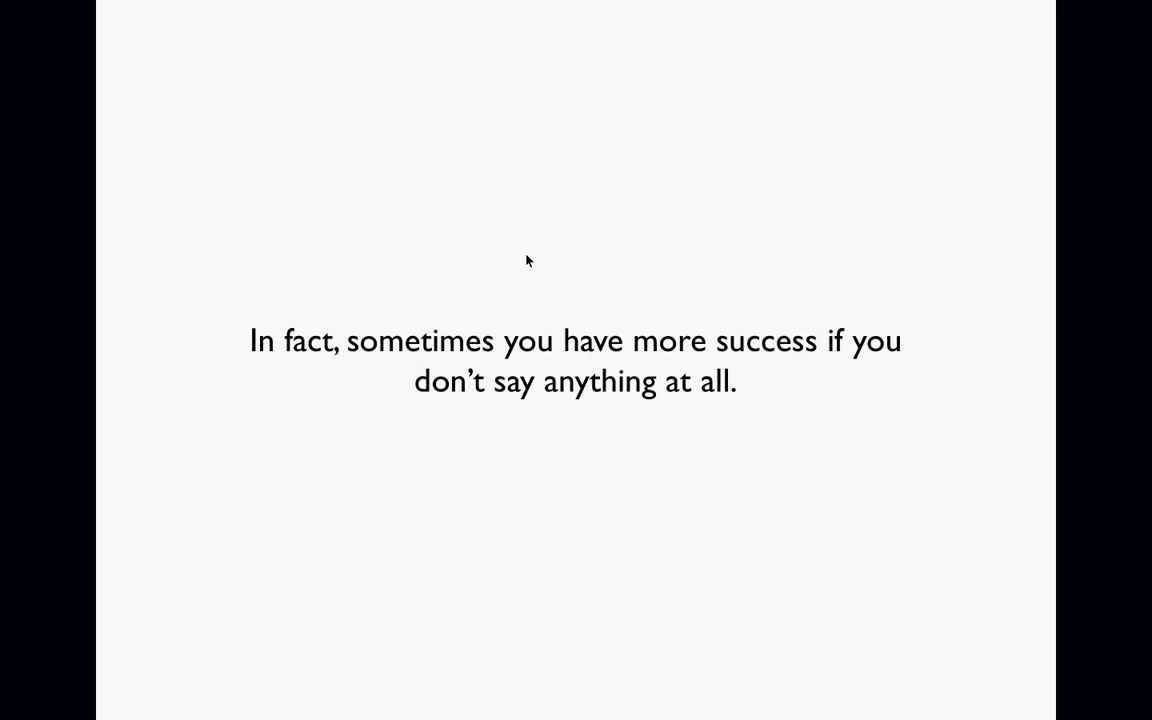 In fact, sometimes you have more success if you
don’t say anything at all.